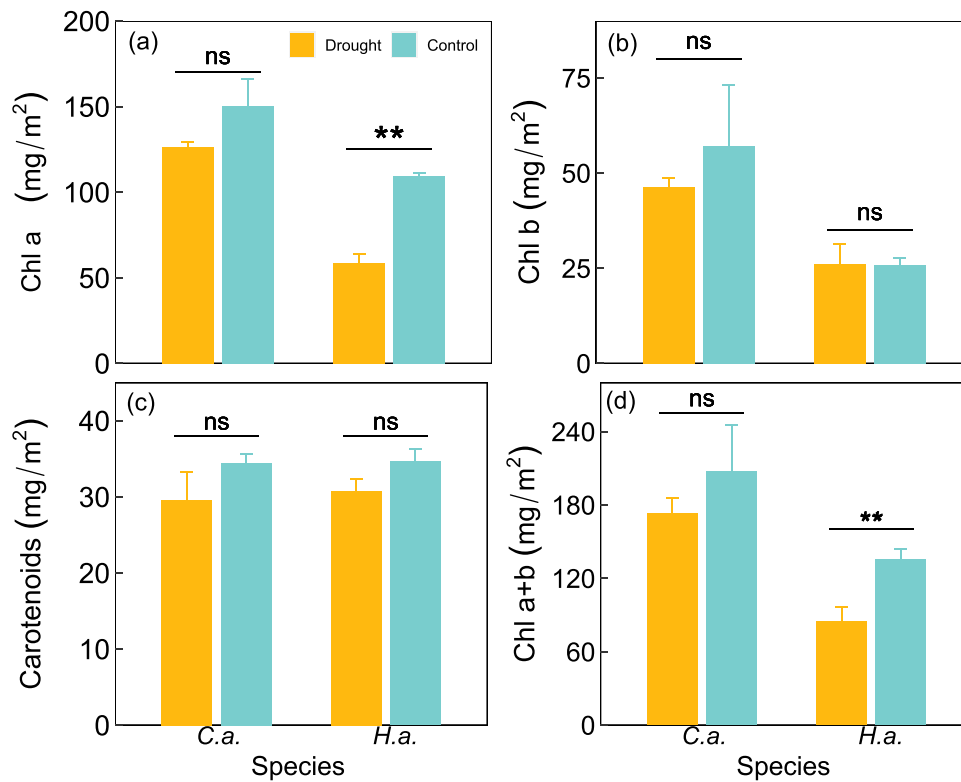 (a)
Drought
Control
ns
**
200
150
100
50
0
Chl a (mg/m²)
(b)
ns
ns
75
50
25
0
Chl b (mg/m²)
(c)
ns
ns
40
30
20
10
0
Carotenoids (mg/m²)
C.a.
H.a.
Species
(d)
ns
**
240
180
120
60
0
Chl a+b (mg/m²)
C.a.
H.a.
Species